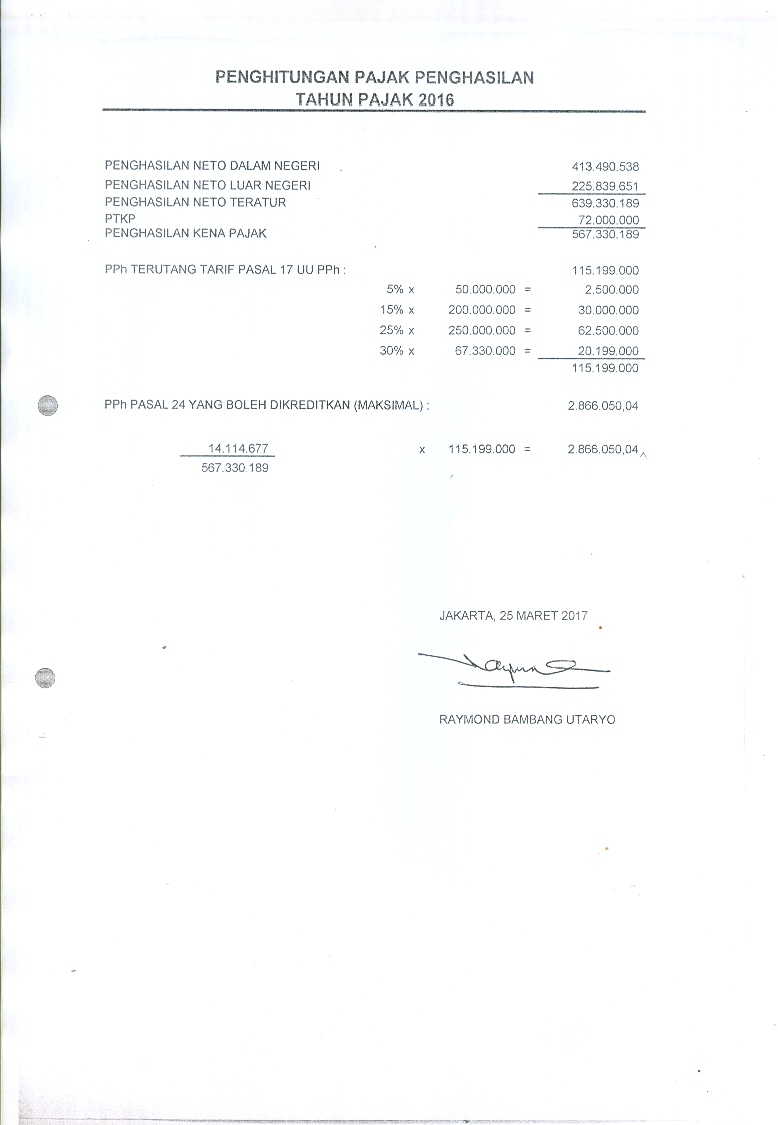 PENGHITUNGAN PAJAK PENGHASILAN
TAHUN PAJAK 2016
PENGHASILAN NETO DALAM NEGERI 413.490.538
PENGHASILAN NETO LUAR NEGERI 225.839.651
PENGHASILAN NETO TERATUR 639.330.189
PTKP 72.000.000
PENGHASILAN KENA PAJAK 567.330.189
PPh TERUTANG TARIF PASAL 17 UU PPh : 115.199.000
5% x 50.000.000 = 2.500.000
15% x 200.000.000 = 30.000.000
25% x 250.000.000 = 62.500.000
30% x 67.330.000 = 20.199.000
115.199.000
PPh PASAL 24 YANG BOLEH DIKREDITKAN (MAKSIMAL) : 2.866.050,04
14.114.677 x 115.199.000 = 2.866.050,04
567.330.189
JAKARTA, 25 MARET 2017
RAYMOND BAMBANG UTARYO